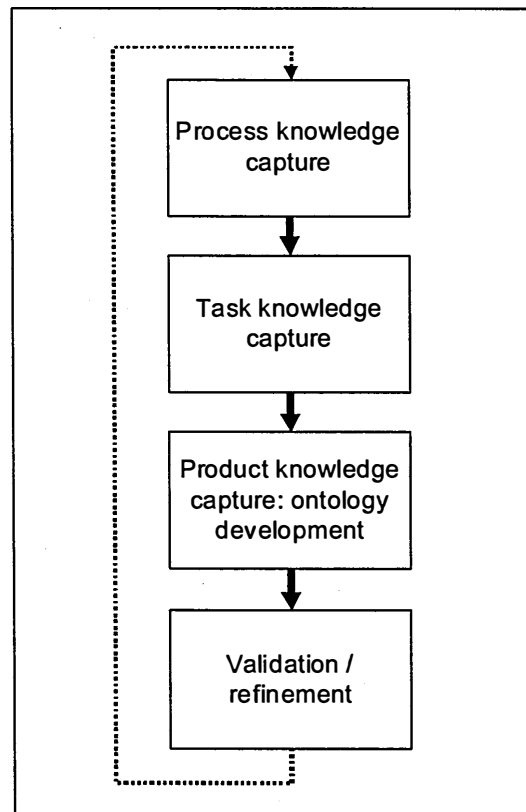 Process knowledge
capture
Task knowledge
capture
Product knowledge
capture: ontology
development
Validation /
refinement